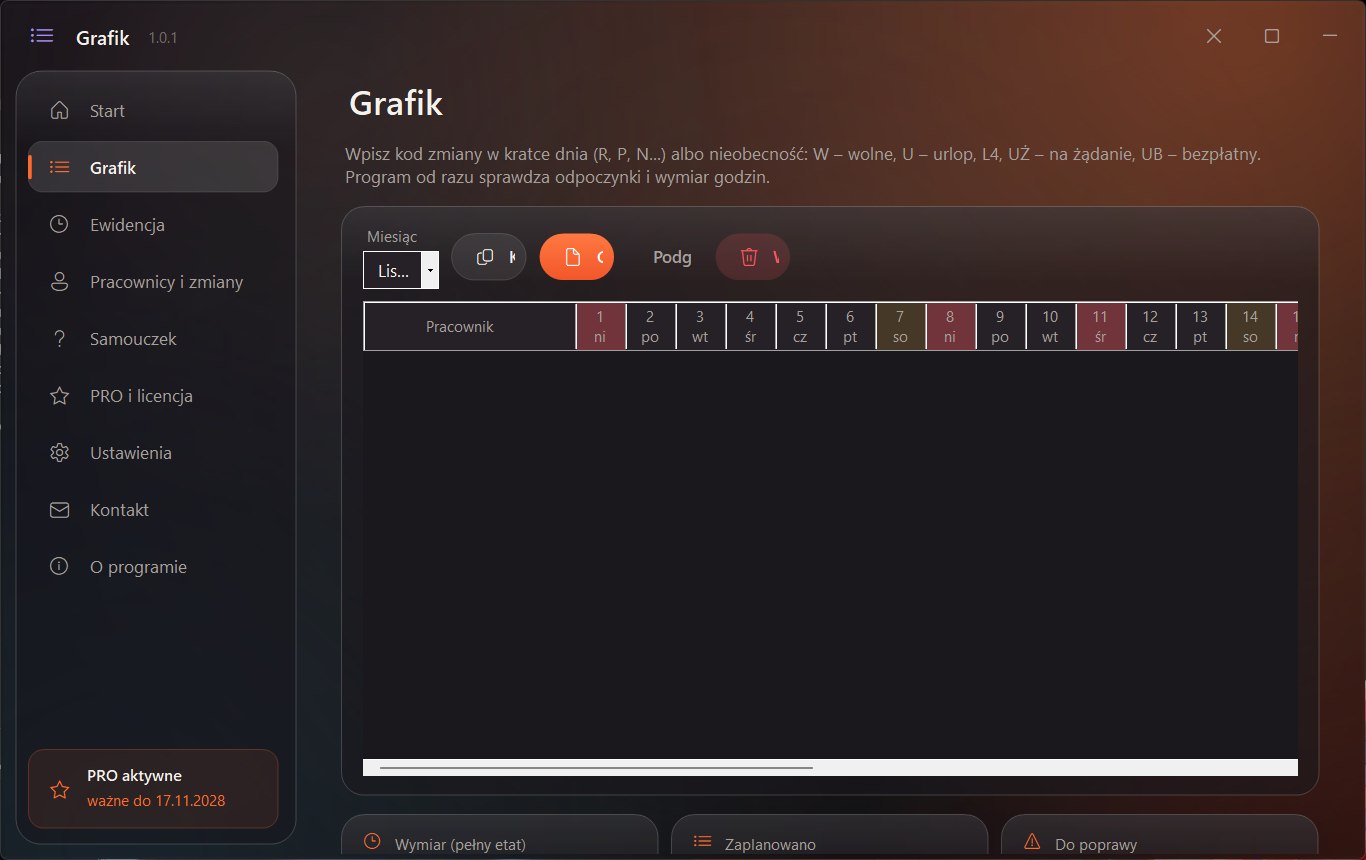 Grafik 1.0.1
Start
Grafik
Ewidencja
Pracownicy i zmiany
Samouczek
PRO i licencja
Ustawienia
Kontakt
O programie
PRO aktywne
ważne do 17.11.2028
Grafik
Wpisz kod zmiany w kratce dnia (R, P, N...) albo nieobecność: W – wolne, U – urlop, L4, UŻ – na żądanie, UB – bezpłatny.
Program od razu sprawdza odpoczynki i wymiar godzin.
Miesiąc
Lis... Podg
Pracownik
1 2 3 4 5 6 7 8 9 10 11 12 13 14
ni po wt śr cz pt so ni po wt śr cz pt so
Wymiar (pełny etat) Zaplanowano Do poprawy